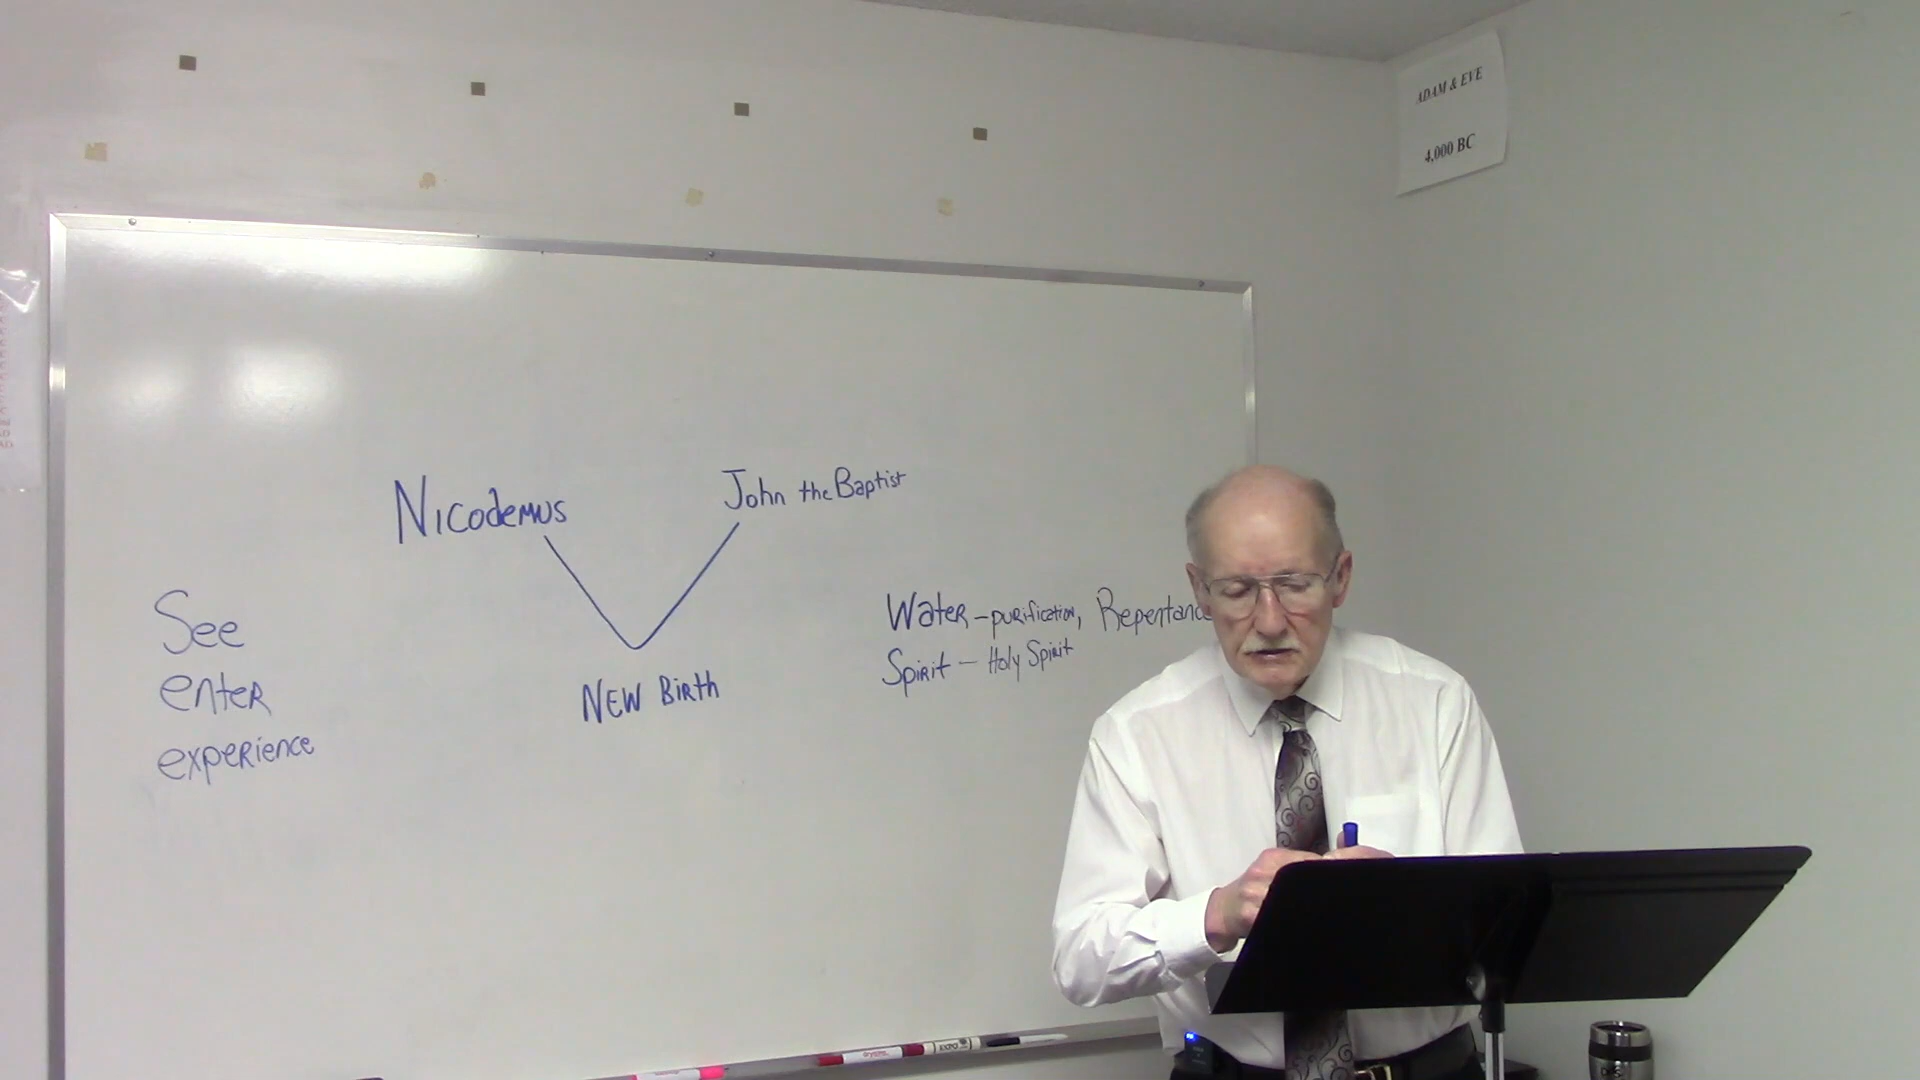 ADAM & EVE
4,000 BC
Nicodemus
John the Baptist
NEW BIRTH
See
enter
experience
Water - purification, Repentance
Spirit - Holy Spirit
EXPO